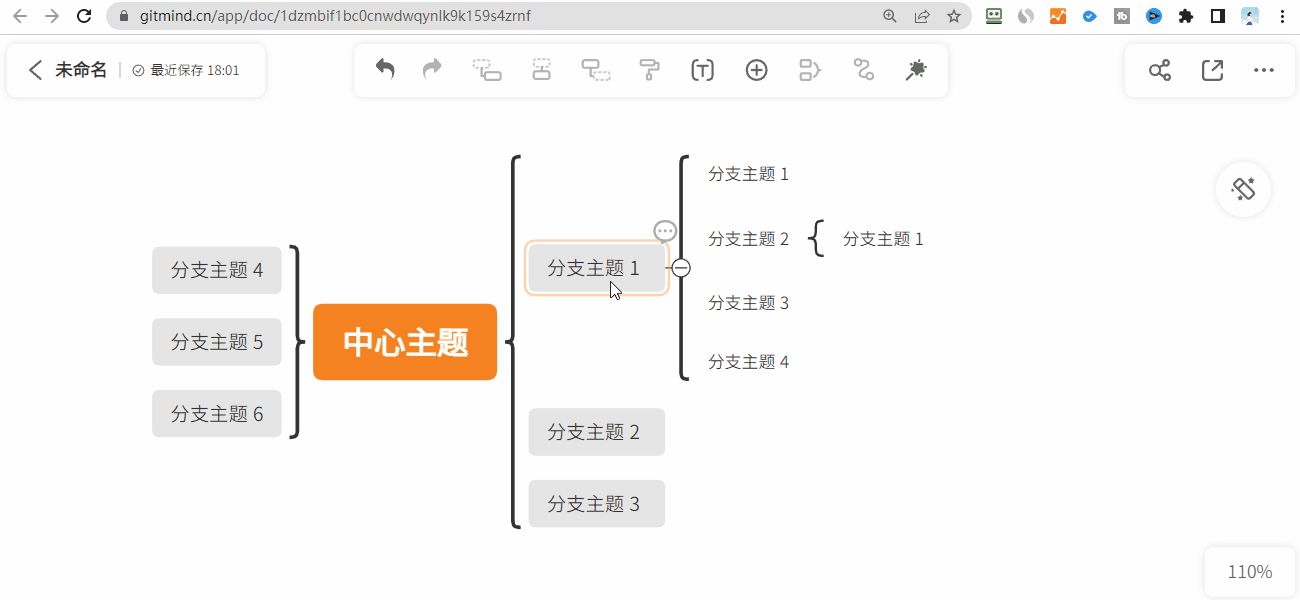 gitmind.cn/app/doc/1dzmbif1bc0cnwdwqynlk9k159s4zrnf
未命名
最近保存 18:01
分支主题 1
分支主题 2
分支主题 1
分支主题 3
分支主题 4
分支主题 1
分支主题 2
分支主题 3
中心主题
分支主题 4
分支主题 5
分支主题 6
110%